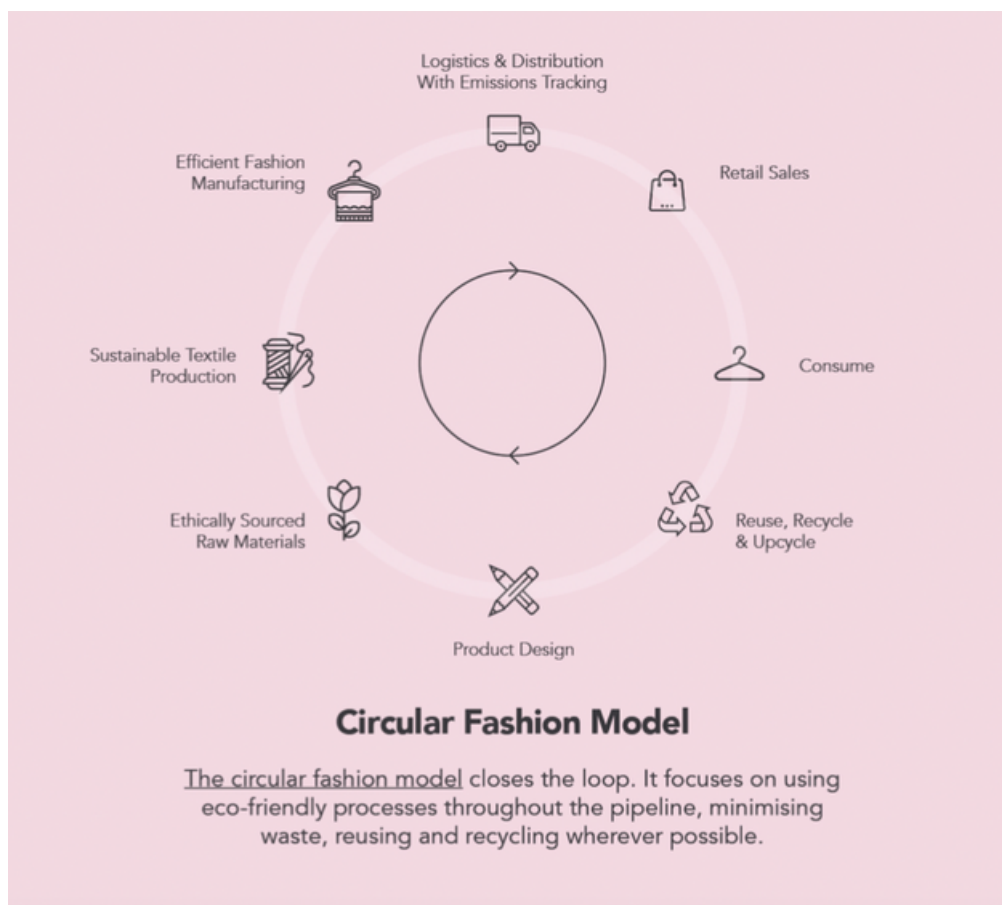 Logistics & Distribution
With Emissions Tracking
Efficient Fashion
Manufacturing
Retail Sales
Sustainable Textile
Production
Consume
Ethically Sourced
Raw Materials
Reuse, Recycle
& Upcycle
Product Design
Circular Fashion Model
The circular fashion model closes the loop. It focuses on using
eco-friendly processes throughout the pipeline, minimising
waste, reusing and recycling wherever possible.